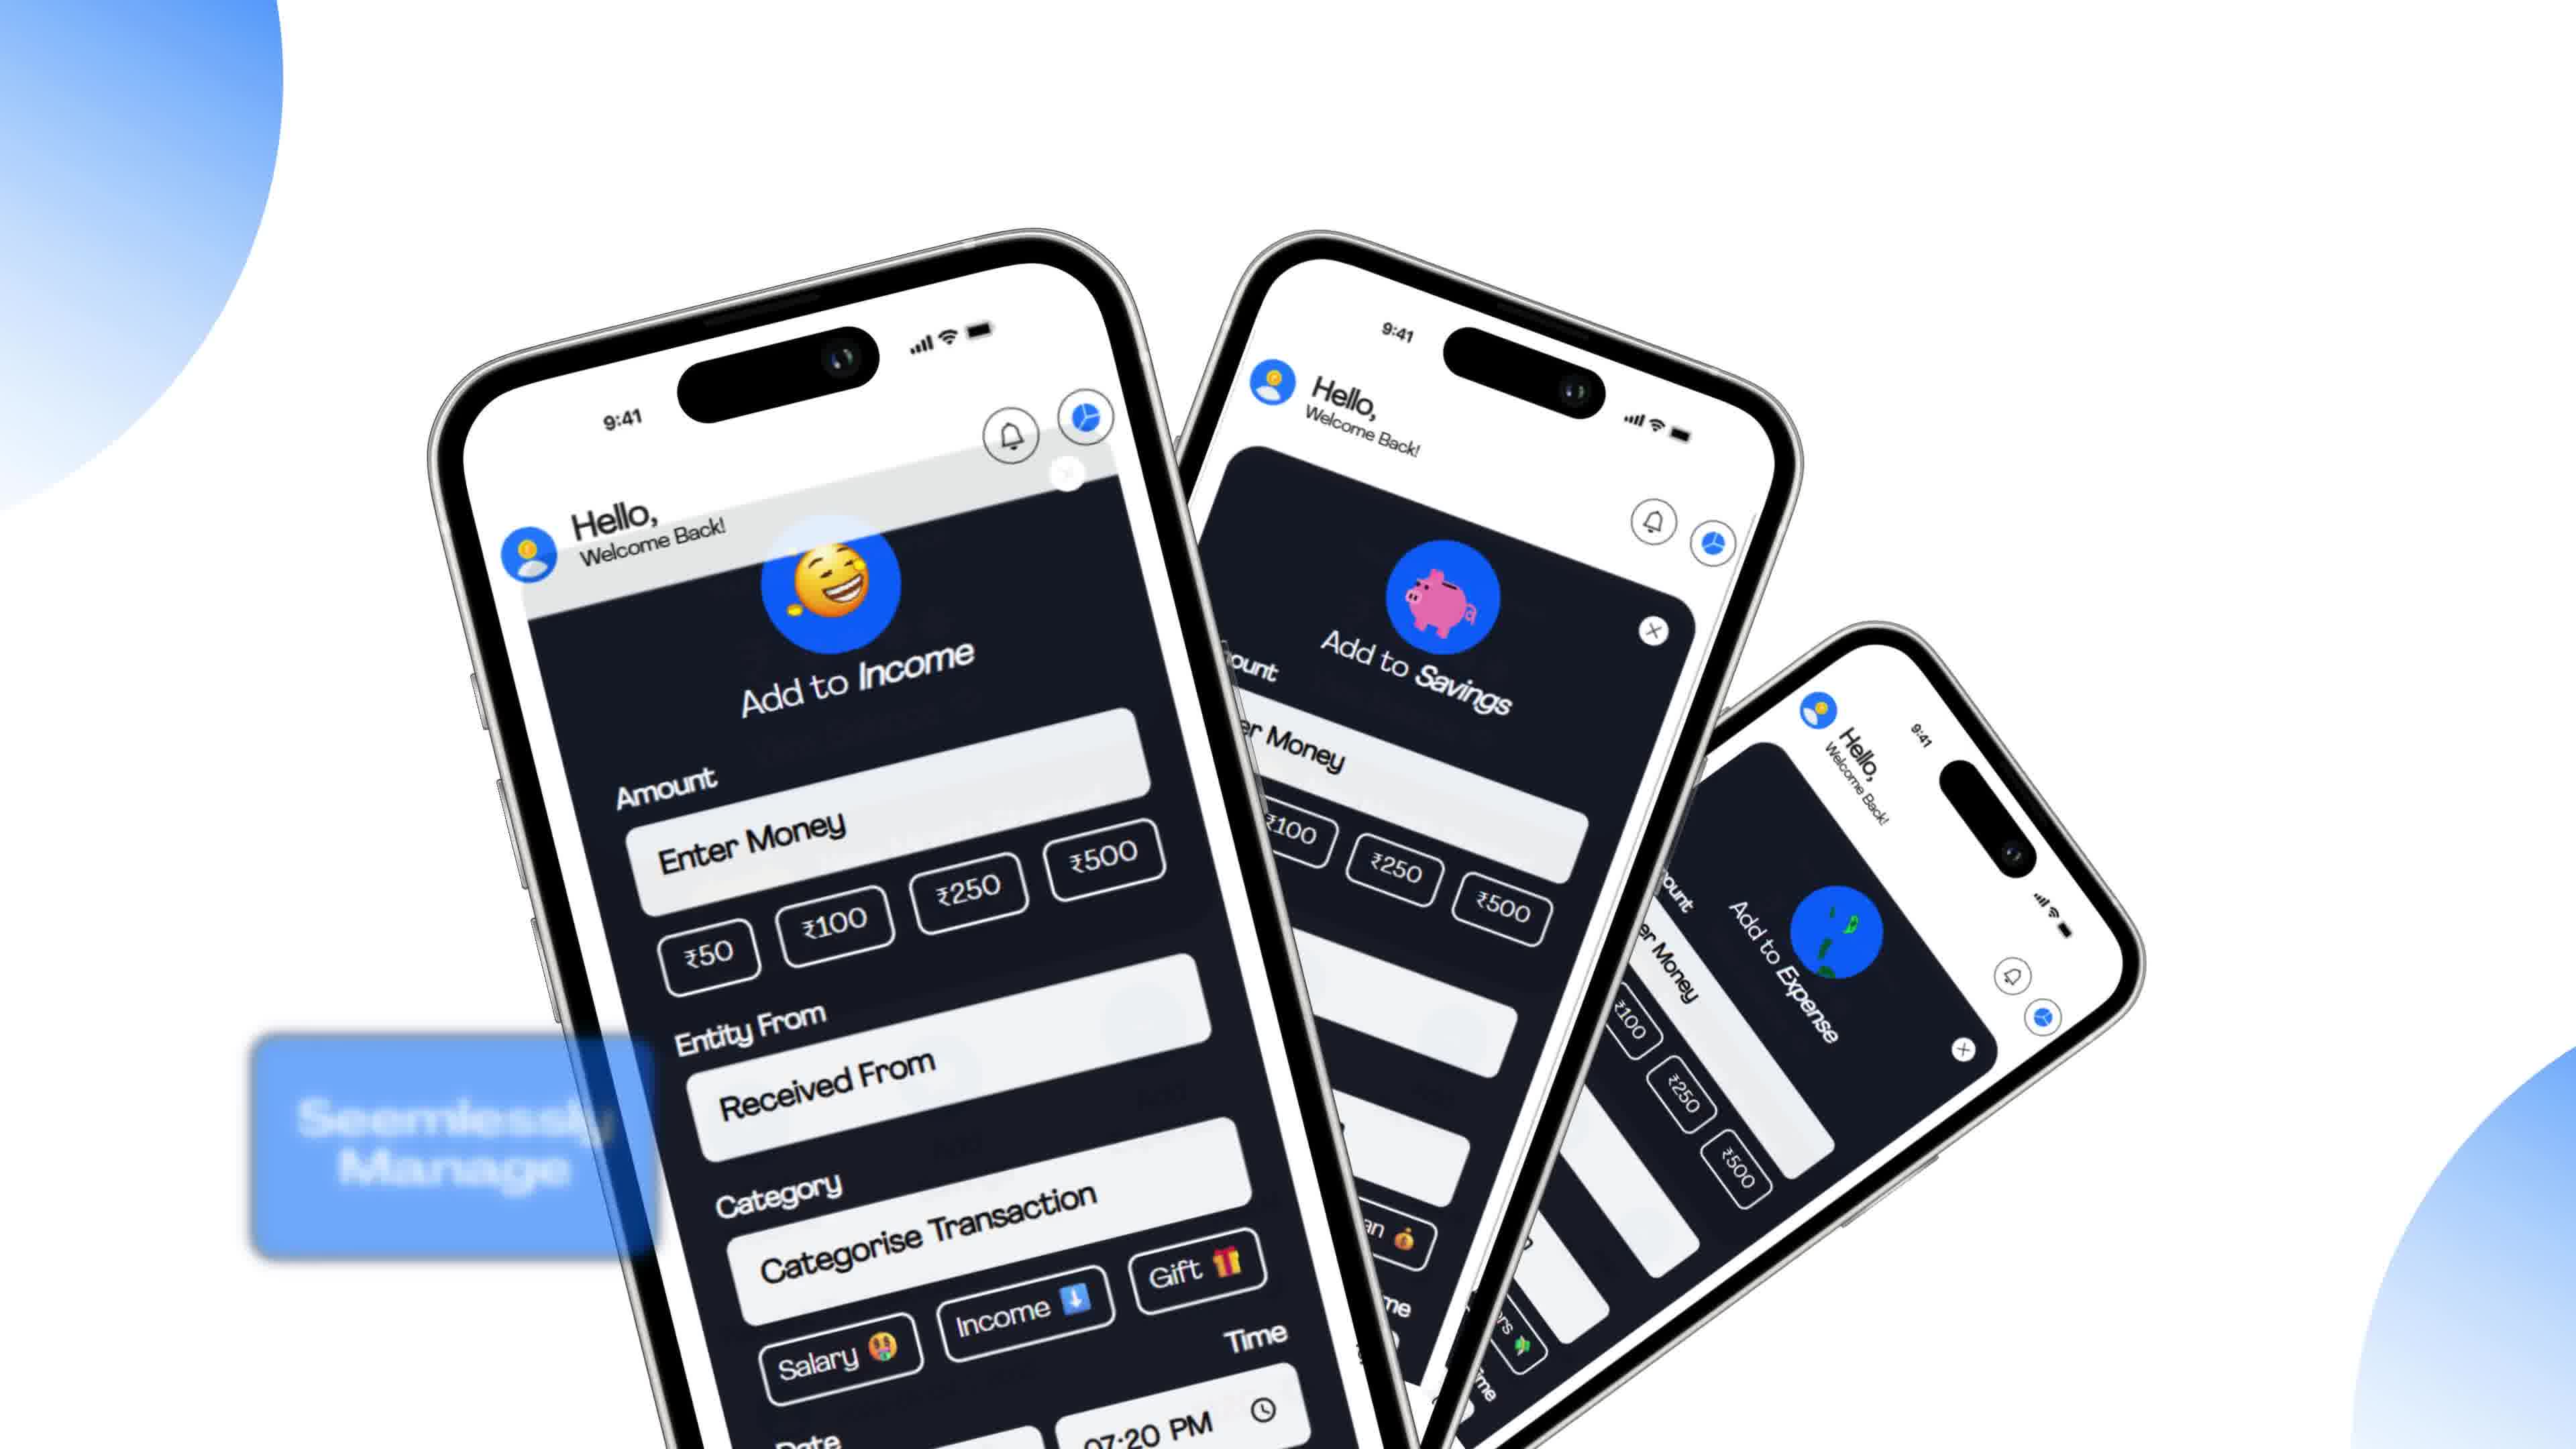 9:41
Hello,
Welcome Back!
Add to Income
Amount
Enter Money
₹50
₹100
₹250
₹500
Entity From
Received From
Category
Categorise Transaction
Salary
Income
Gift
Time
Date
07:20 PM
Seemlessly
Manage
9:41
Hello,
Welcome Back!
Add to Savings
ount
er Money
₹100
₹250
₹500
an
me
9:41
Hello,
Welcome Back!
Add to Expense
ount
er Money
₹100
₹250
₹500
rs
ime